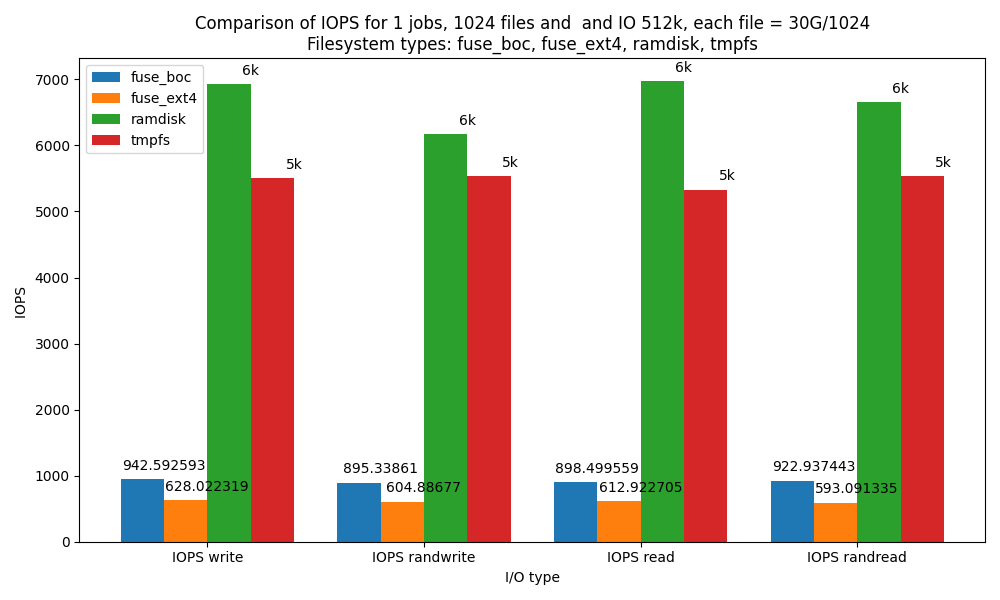 Comparison of IOPS for 1 jobs, 1024 files and  and IO 512k, each file = 30G/1024
Filesystem types: fuse_boc, fuse_ext4, ramdisk, tmpfs
fuse_boc
fuse_ext4
ramdisk
tmpfs
IOPS
7000
6000
5000
4000
3000
2000
1000
0
942.592593
628.022319
6k
5k
895.33861
604.88677
6k
5k
898.499559
612.922705
6k
5k
922.937443
593.091335
6k
5k
IOPS write
IOPS randwrite
IOPS read
IOPS randread
I/O type